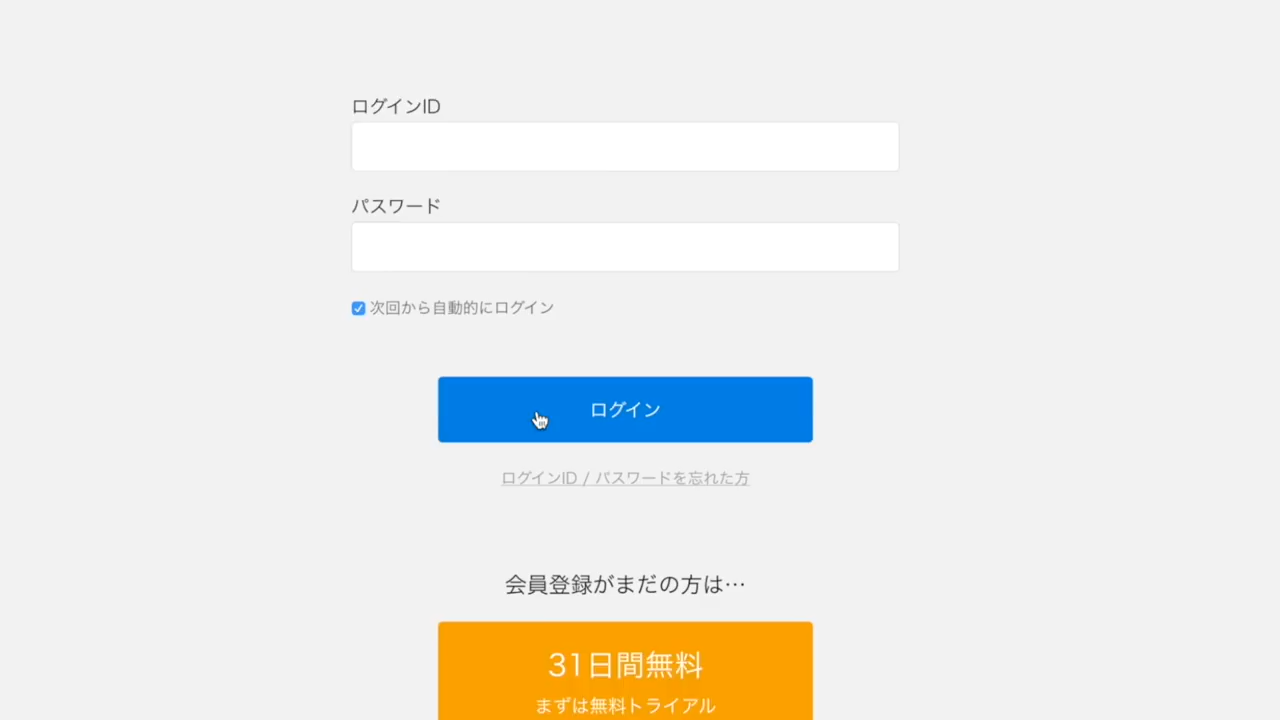 ログインID
パスワード
次回から自動的にログイン
ログイン
ログインID / パスワードを忘れた方
会員登録がまだの方は…
31日間無料
まずは無料トライアル